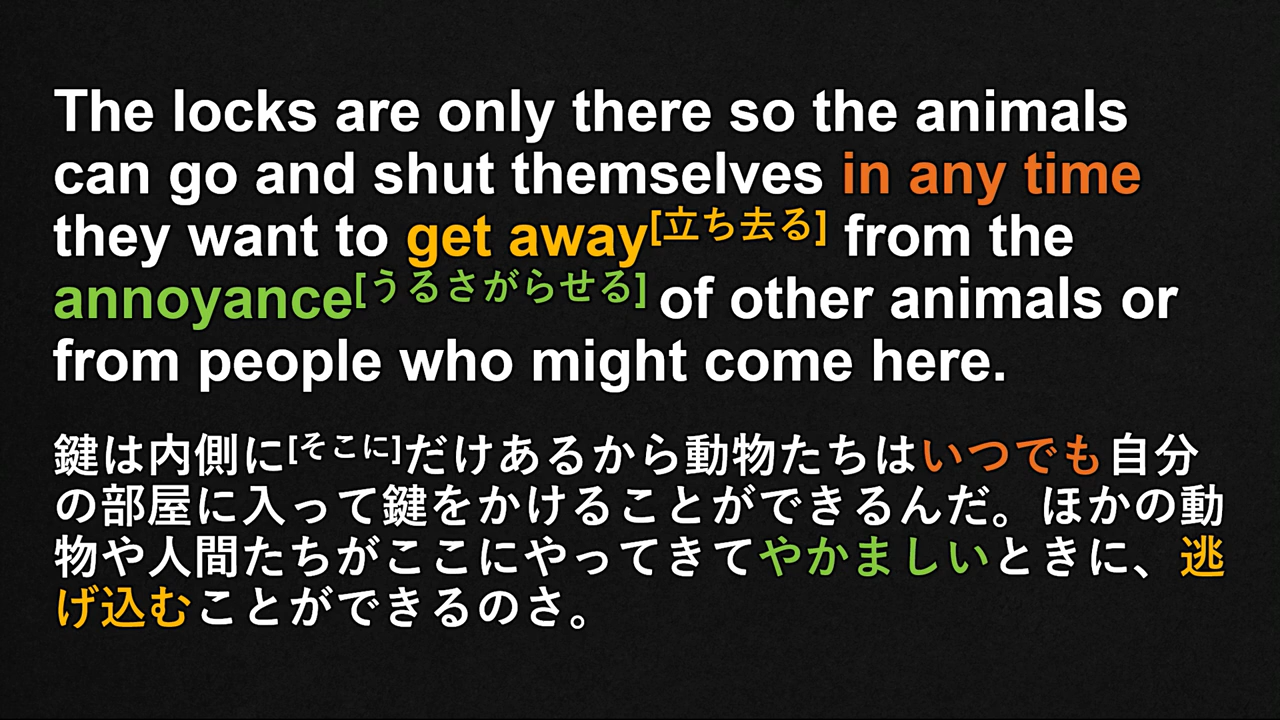 The locks are only there so the animals
can go and shut themselves in any time
they want to get away[立ち去る] from the
annoyance[うるさがらせる] of other animals or
from people who might come here.
鍵は内側に[そこに]だけあるから動物たちはいつでも自分
の部屋に入って鍵をかけることができるんだ。ほかの動
物や人間たちがここにやってきてやかましいときに、逃
げ込むことができるのさ。